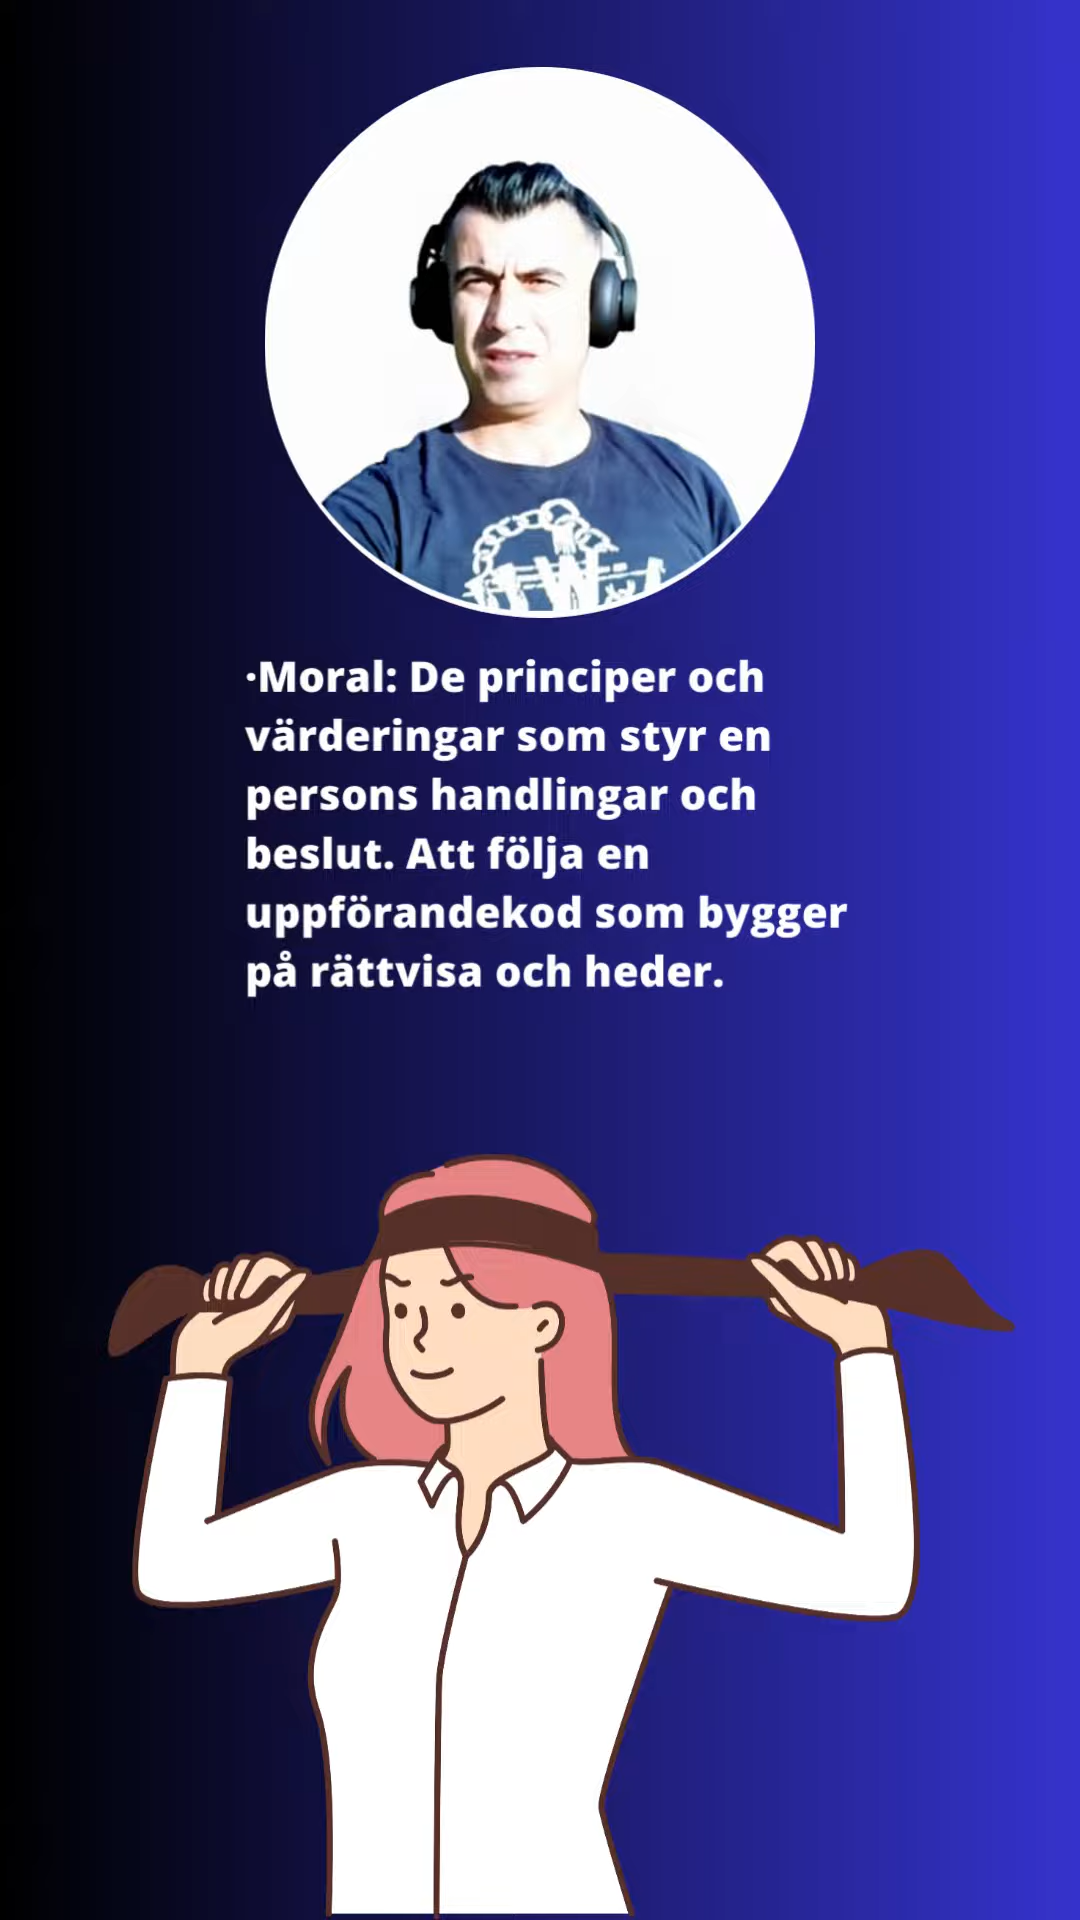 ·Moral: De principer och
värderingar som styr en
persons handlingar och
beslut. Att följa en
uppförandekod som bygger
på rättvisa och heder.